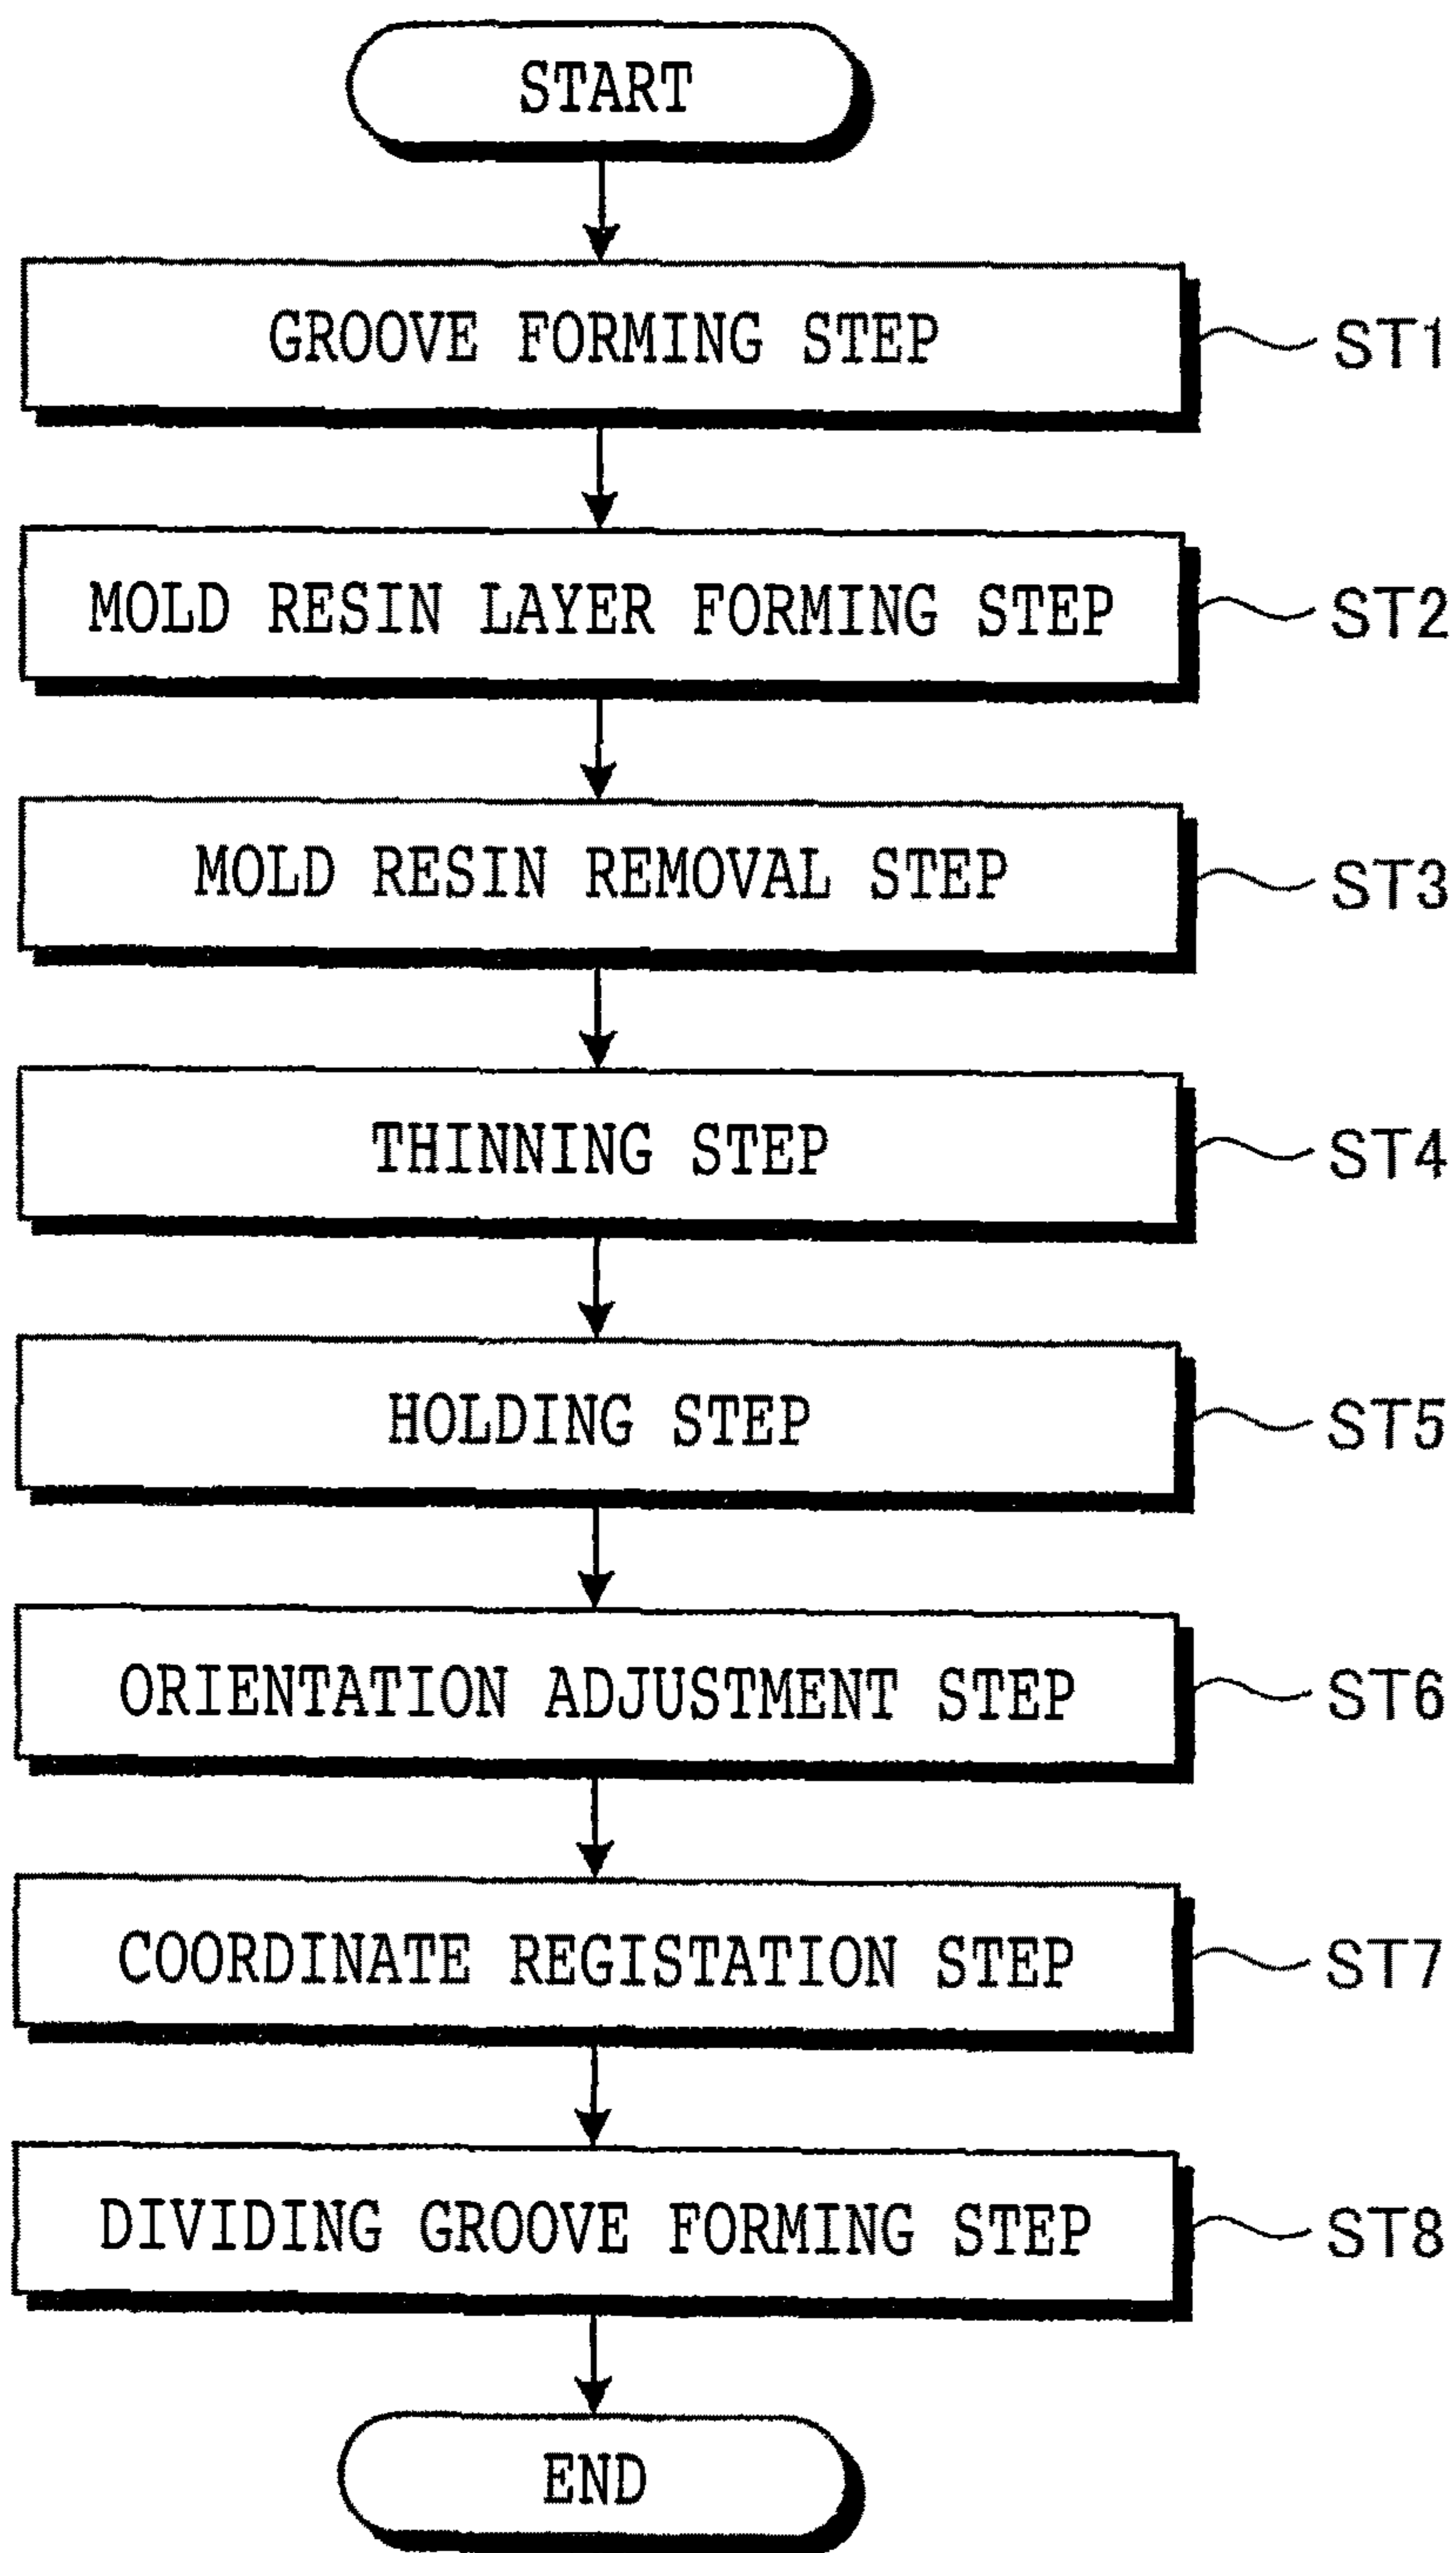 START
GROOVE FORMING STEP
ST1
MOLD RESIN LAYER FORMING STEP
ST2
MOLD RESIN REMOVAL STEP
ST3
THINNING STEP
ST4
HOLDING STEP
ST5
ORIENTATION ADJUSTMENT STEP
ST6
COORDINATE REGISTATION STEP
ST7
DIVIDING GROOVE FORMING STEP
ST8
END